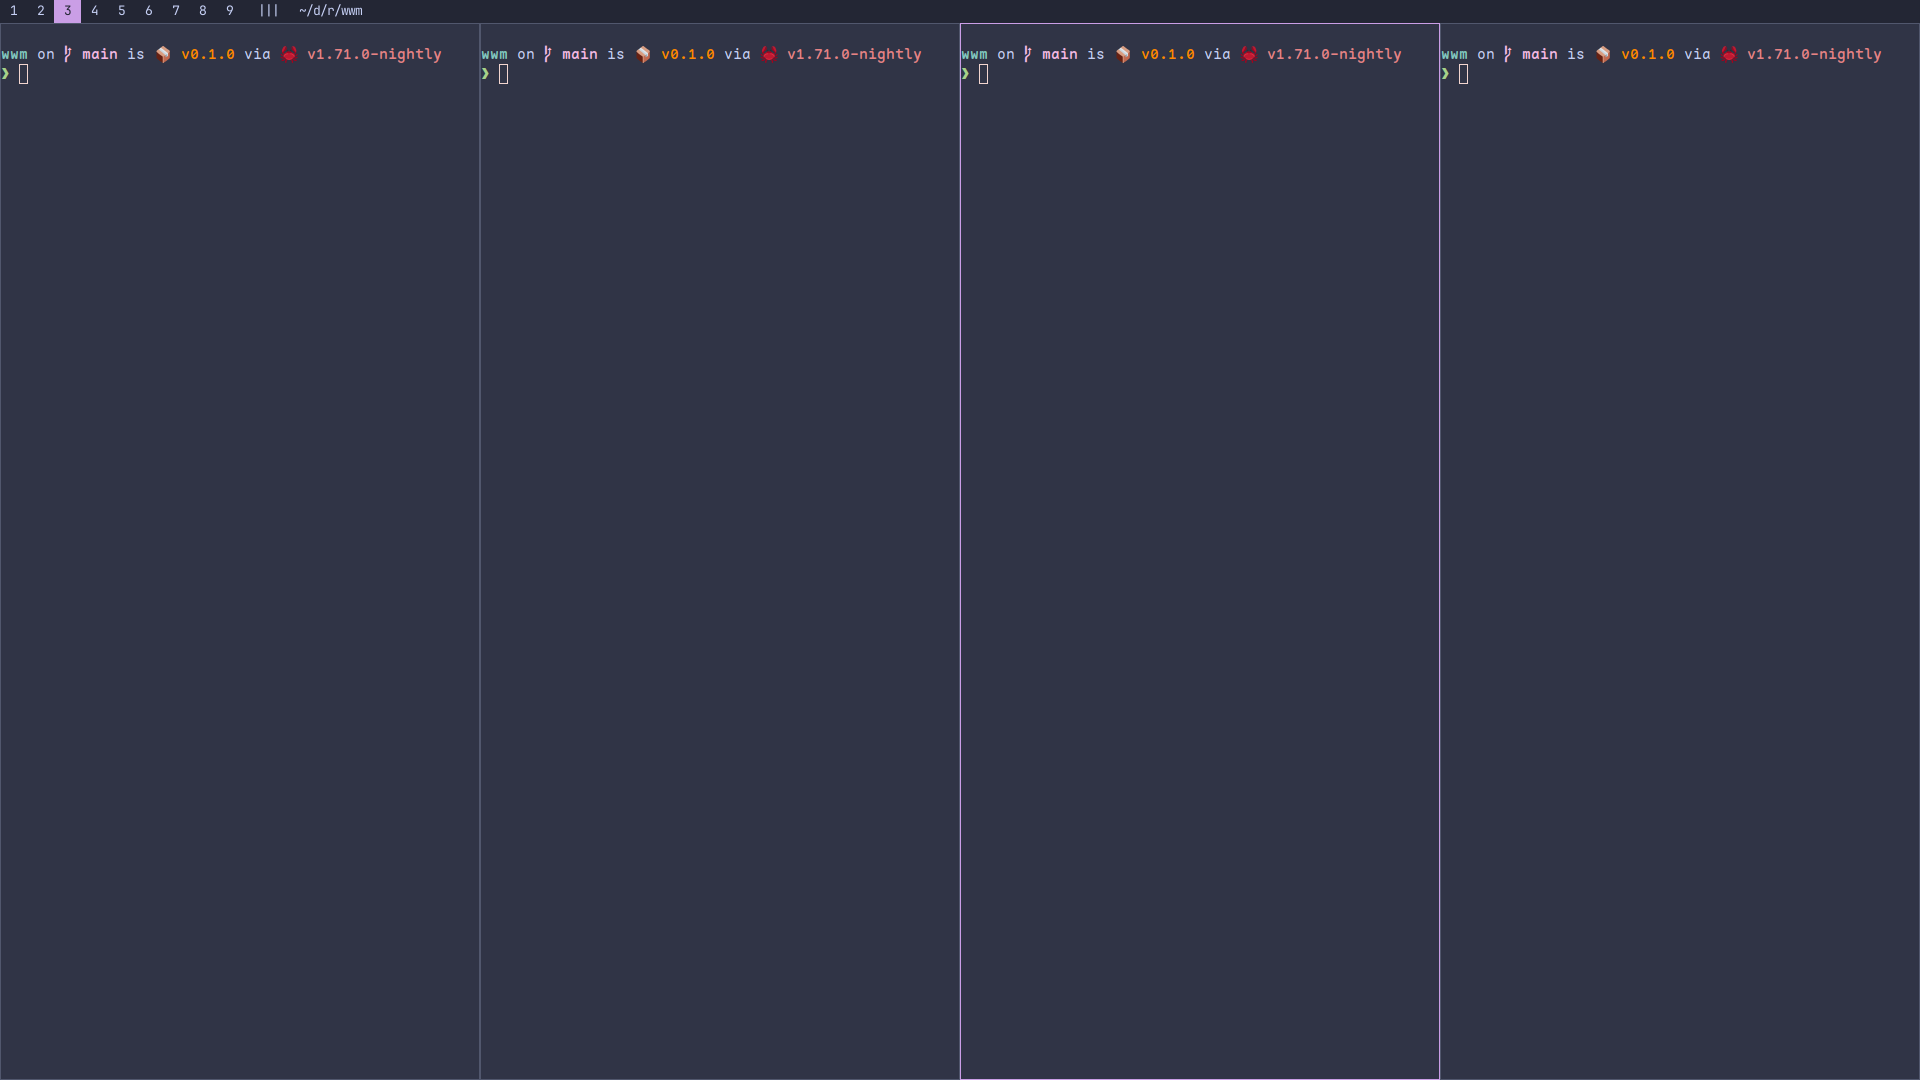 1 2 3 4 5 6 7 8 9 ||| ~/d/r/wwm
wwm on main is 📦 v0.1.0 via 🦀 v1.71.0-nightly
❯
wwm on main is 📦 v0.1.0 via 🦀 v1.71.0-nightly
❯
wwm on main is 📦 v0.1.0 via 🦀 v1.71.0-nightly
❯
wwm on main is 📦 v0.1.0 via 🦀 v1.71.0-nightly
❯